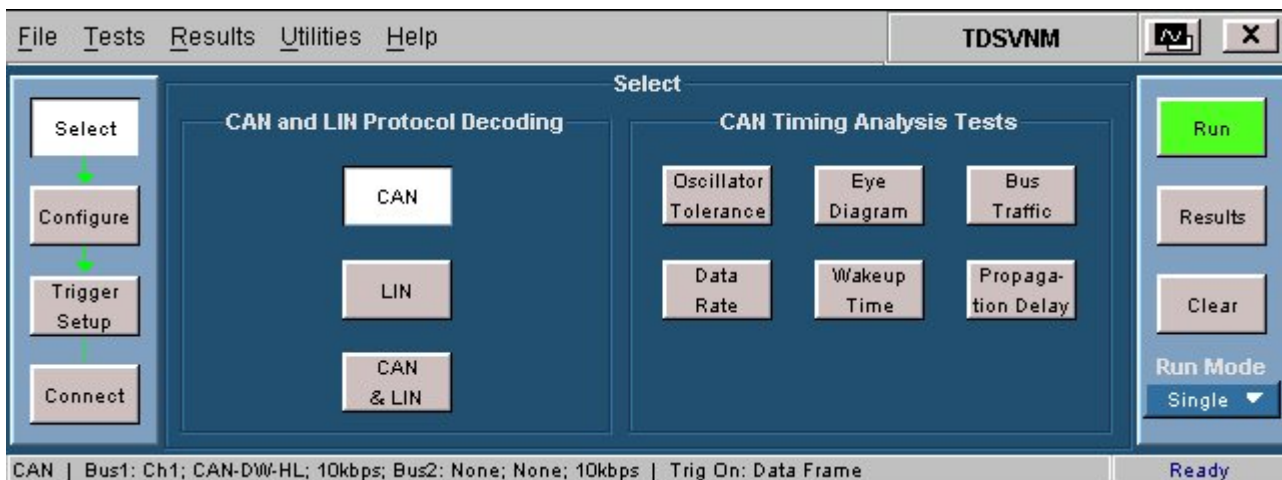 File Tests Results Utilities Help
TDSVNM
X
Select
Configure
Trigger
Setup
Connect
Select
CAN and LIN Protocol Decoding
CAN
LIN
CAN
& LIN
CAN Timing Analysis Tests
Oscillator
Tolerance
Eye
Diagram
Bus
Traffic
Data
Rate
Wakeup
Time
Propaga-
tion Delay
Run
Results
Clear
Run Mode
Single
CAN | Bus1: Ch1; CAN-DW-HL; 10kbps; Bus2: None; None; 10kbps | Trig On: Data Frame
Ready